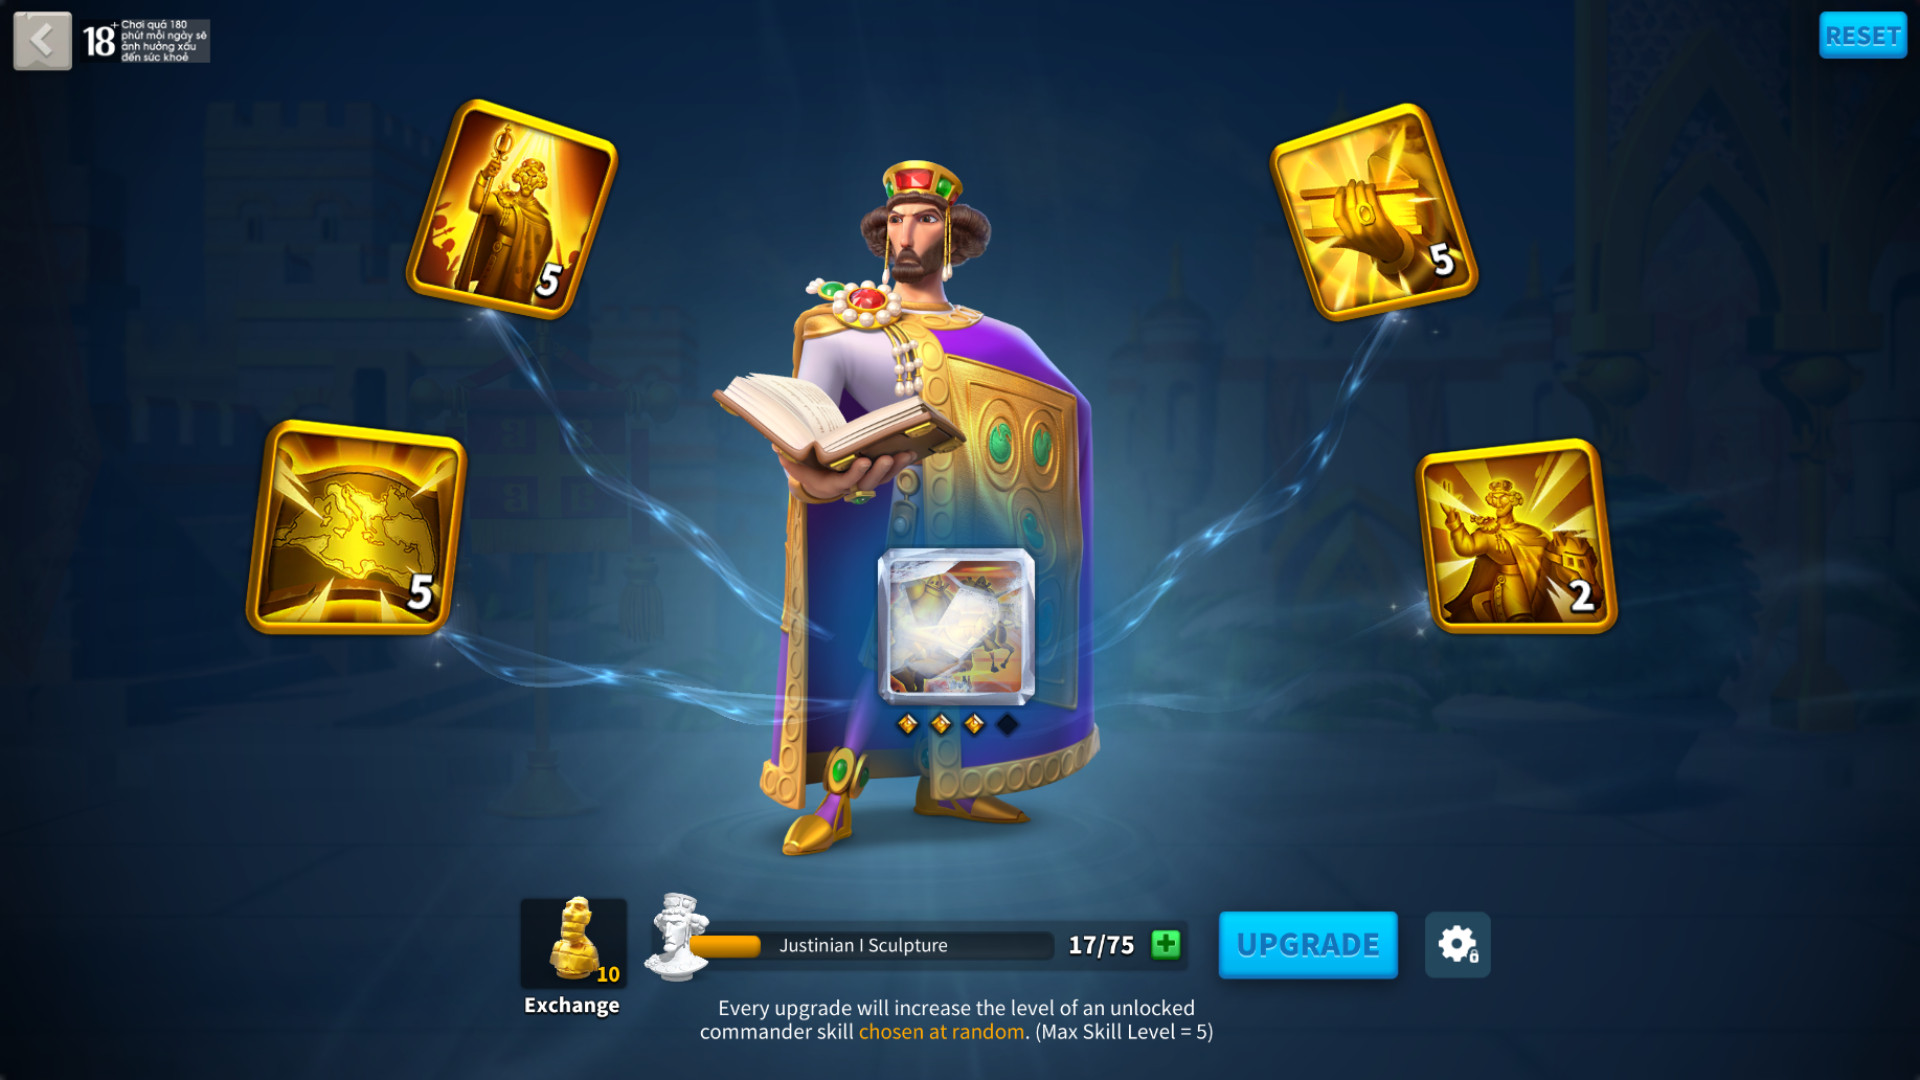 18+
Chơi quá 180
phút mỗi ngày sẽ
ảnh hưởng xấu
đến sức khoẻ
RESET
5
5
5
2
10
Exchange
Justinian I Sculpture
17/75
UPGRADE
Every upgrade will increase the level of an unlocked
commander skill chosen at random. (Max Skill Level = 5)